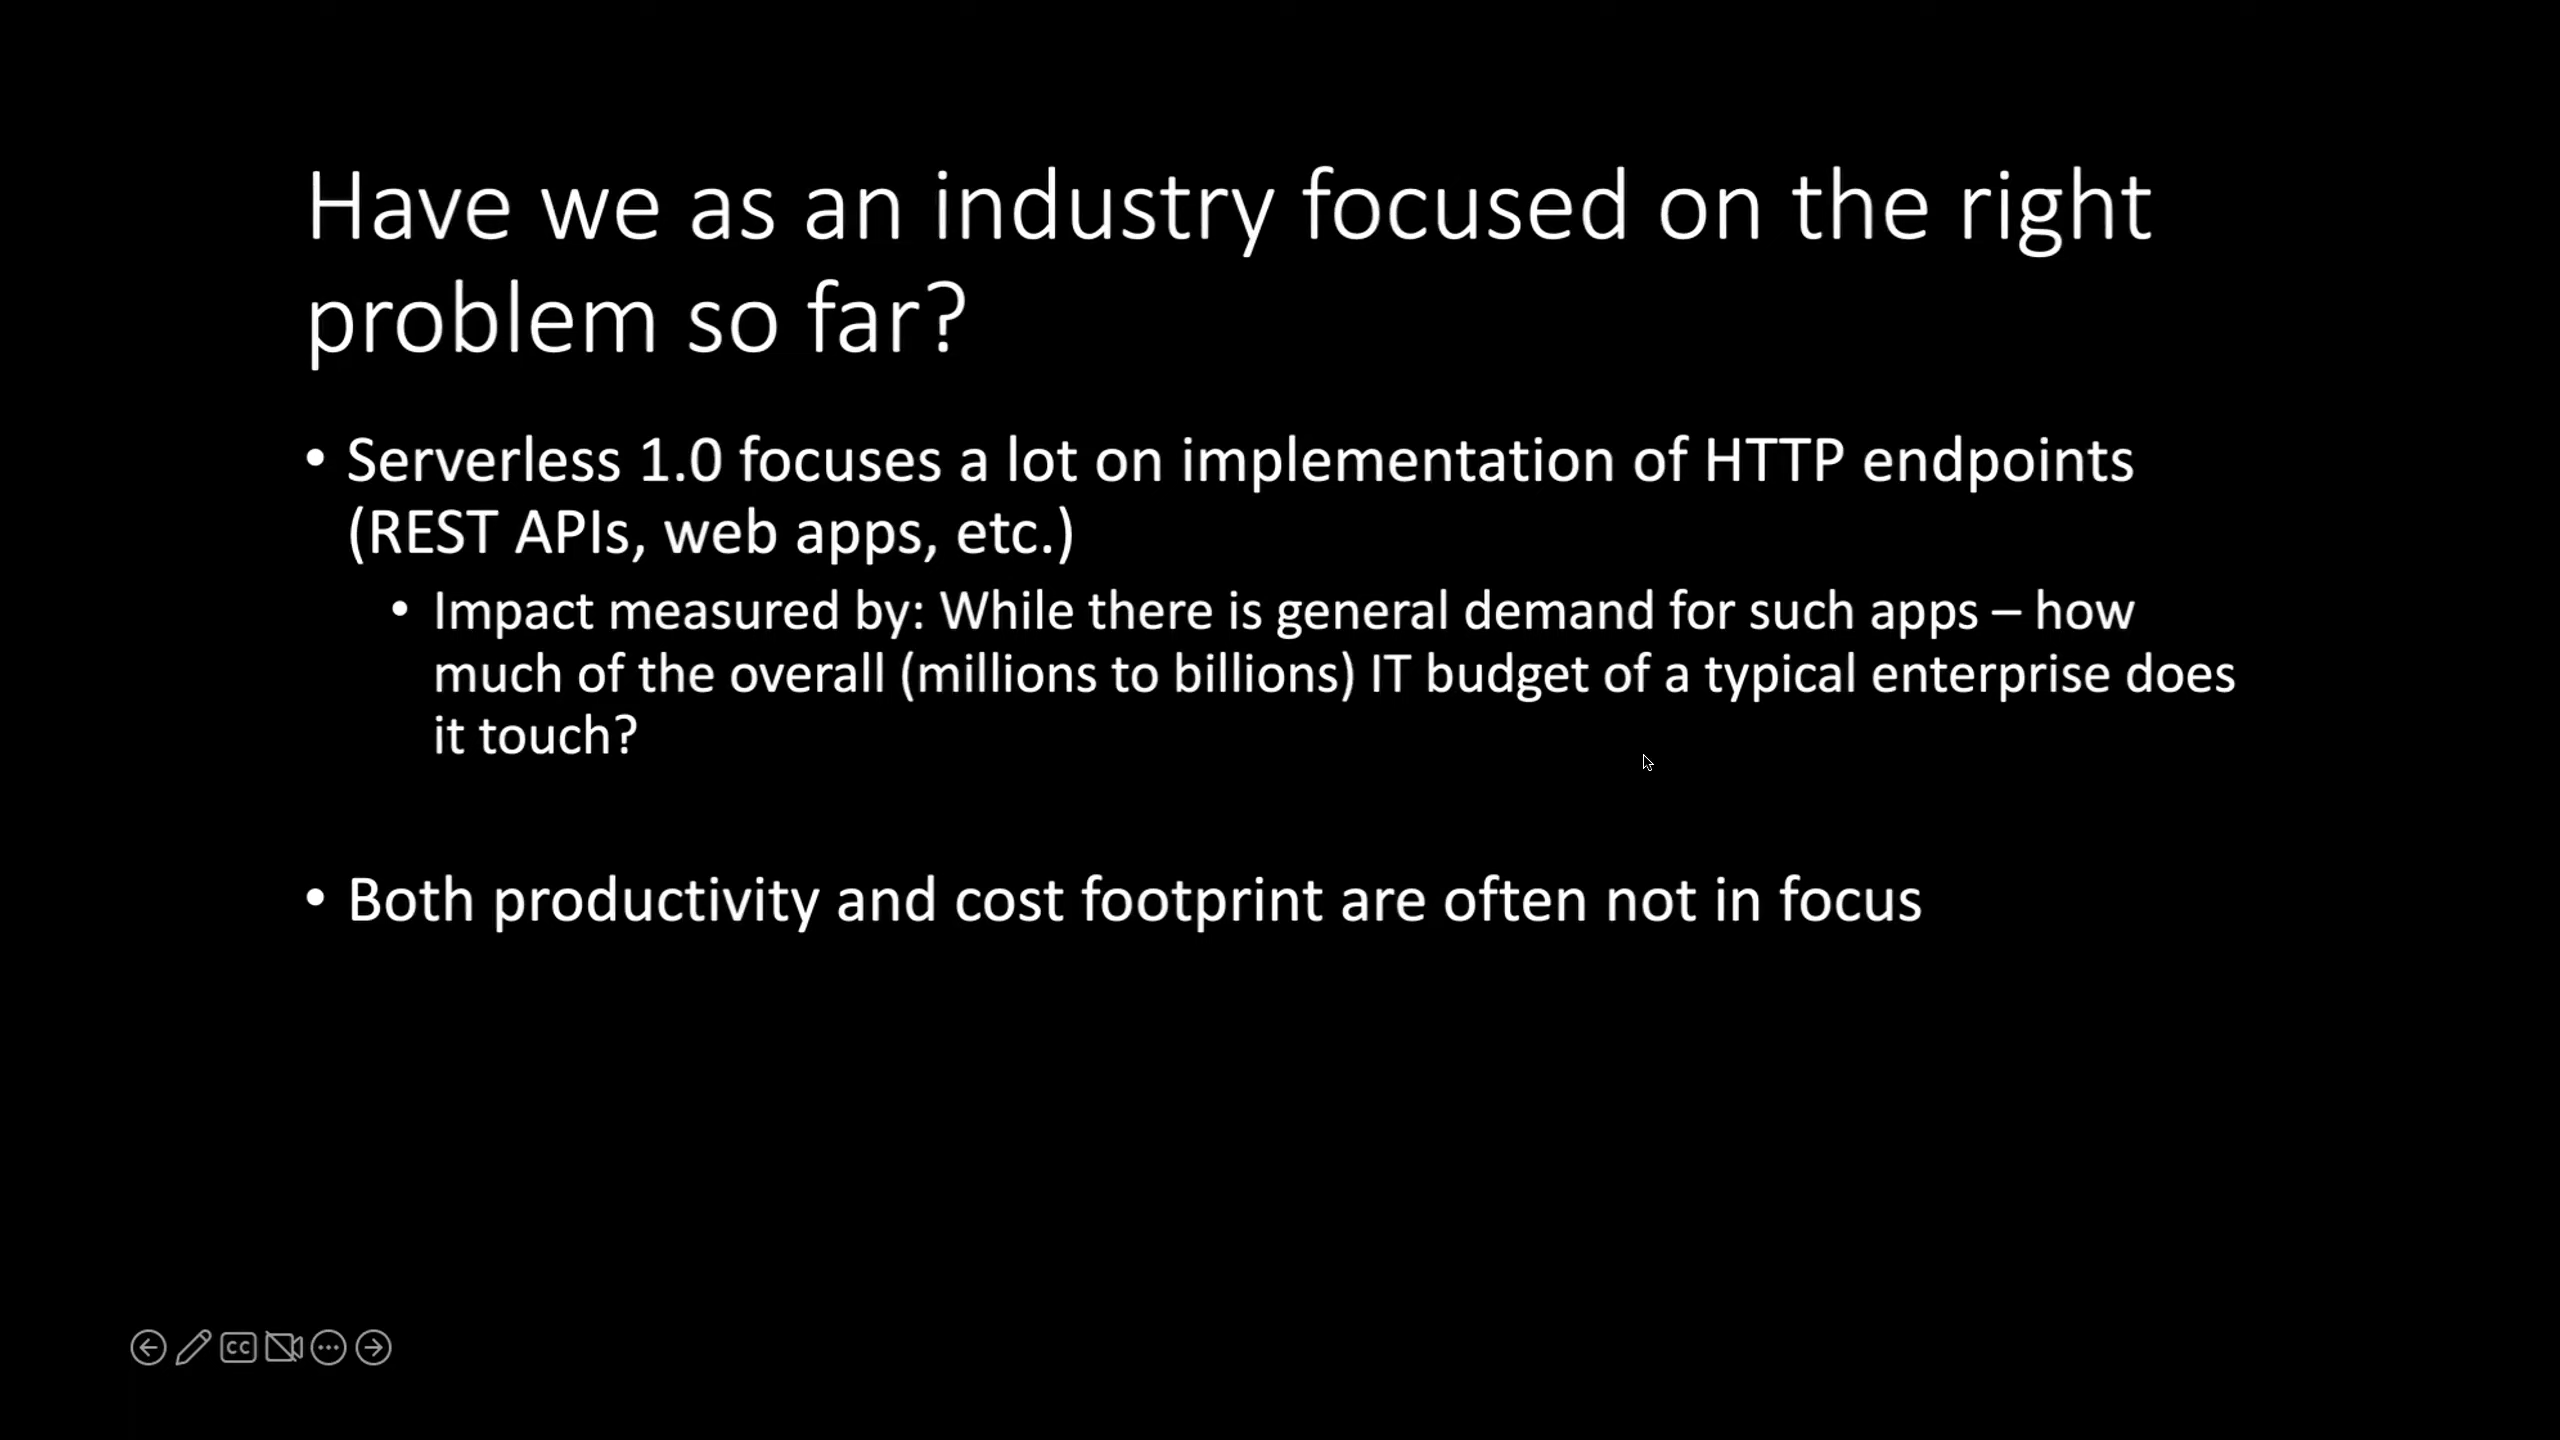 Have we as an industry focused on the right
problem so far?
• Serverless 1.0 focuses a lot on implementation of HTTP endpoints
(REST APIs, web apps, etc.)
• Impact measured by: While there is general demand for such apps – how
much of the overall (millions to billions) IT budget of a typical enterprise does
it touch?
• Both productivity and cost footprint are often not in focus
CC